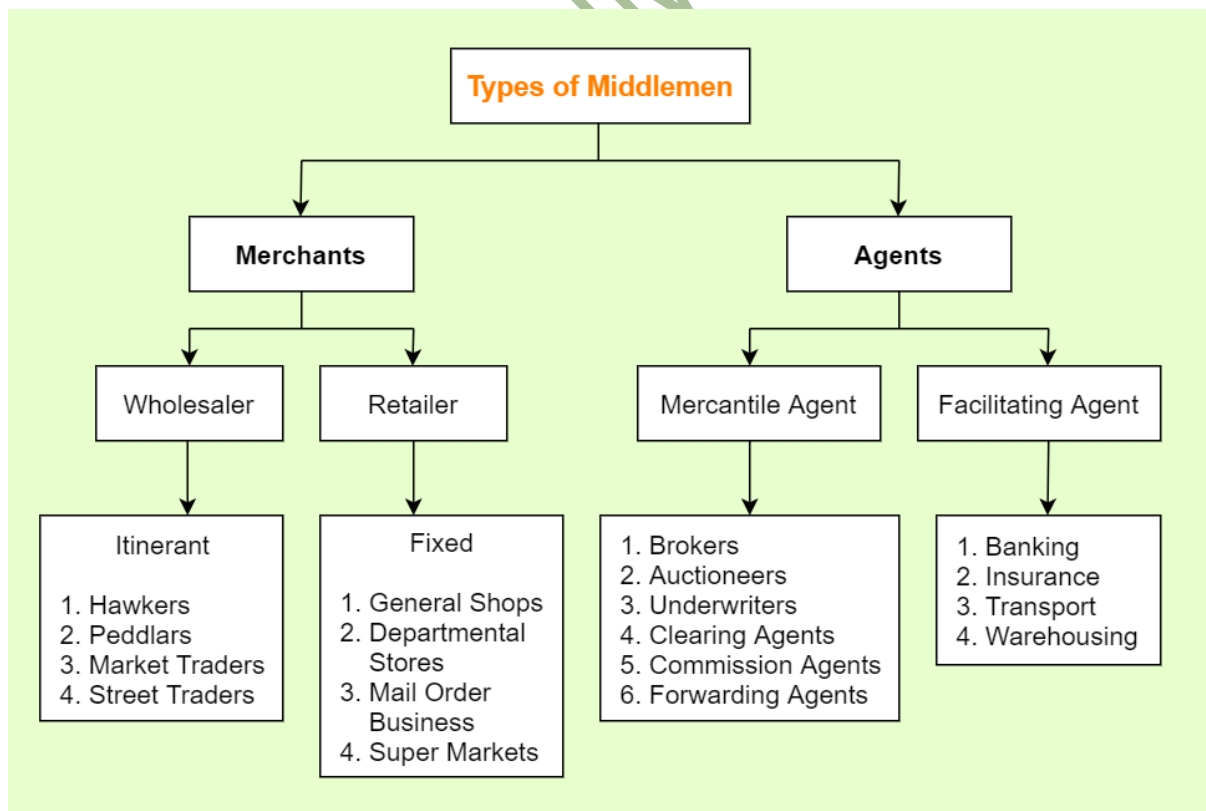 Types of Middlemen
Merchants
Agents
Wholesaler
Retailer
Mercantile Agent
Facilitating Agent
Itinerant
1. Hawkers
2. Peddlars
3. Market Traders
4. Street Traders
Fixed
1. General Shops
2. Departmental
Stores
3. Mail Order
Business
4. Super Markets
1. Brokers
2. Auctioneers
3. Underwriters
4. Clearing Agents
5. Commission Agents
6. Forwarding Agents
1. Banking
2. Insurance
3. Transport
4. Warehousing